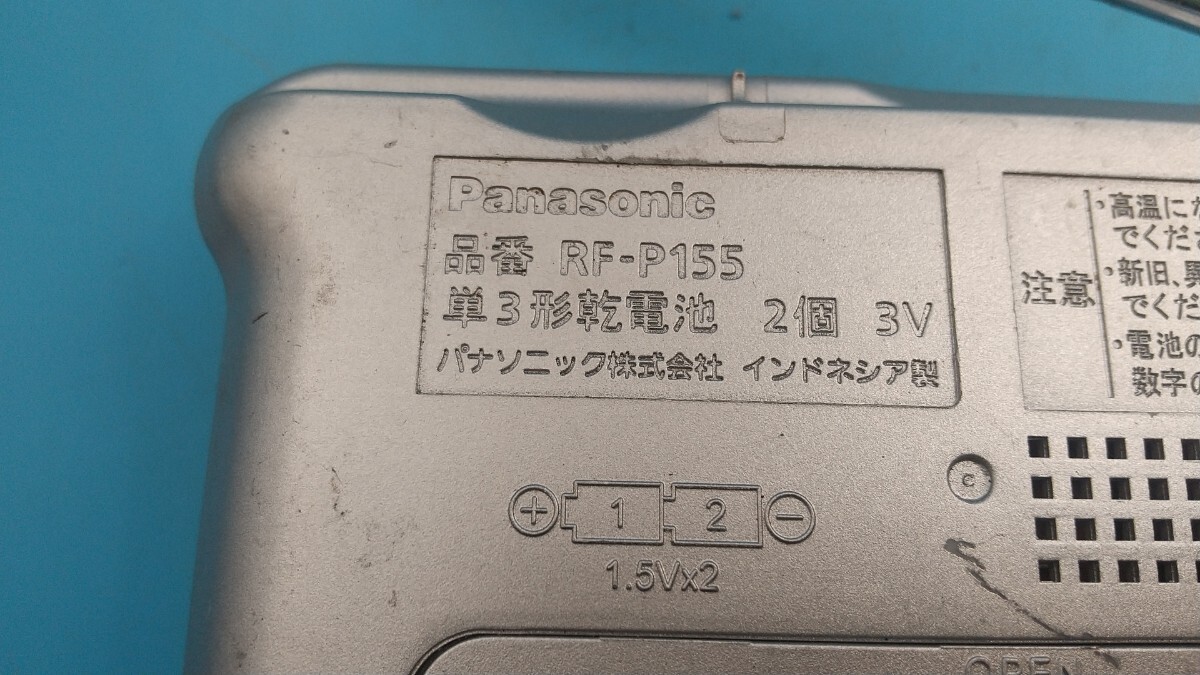 Panasonic
品番 RF-P155
単3形乾電池 2個 3V
パナソニック株式会社 インドネシア製
注意
・高温に
でくださ
・新旧、異
でくだ
・電池の
数字の
C
+ 1 2 −
1.5Vx2
OPEN